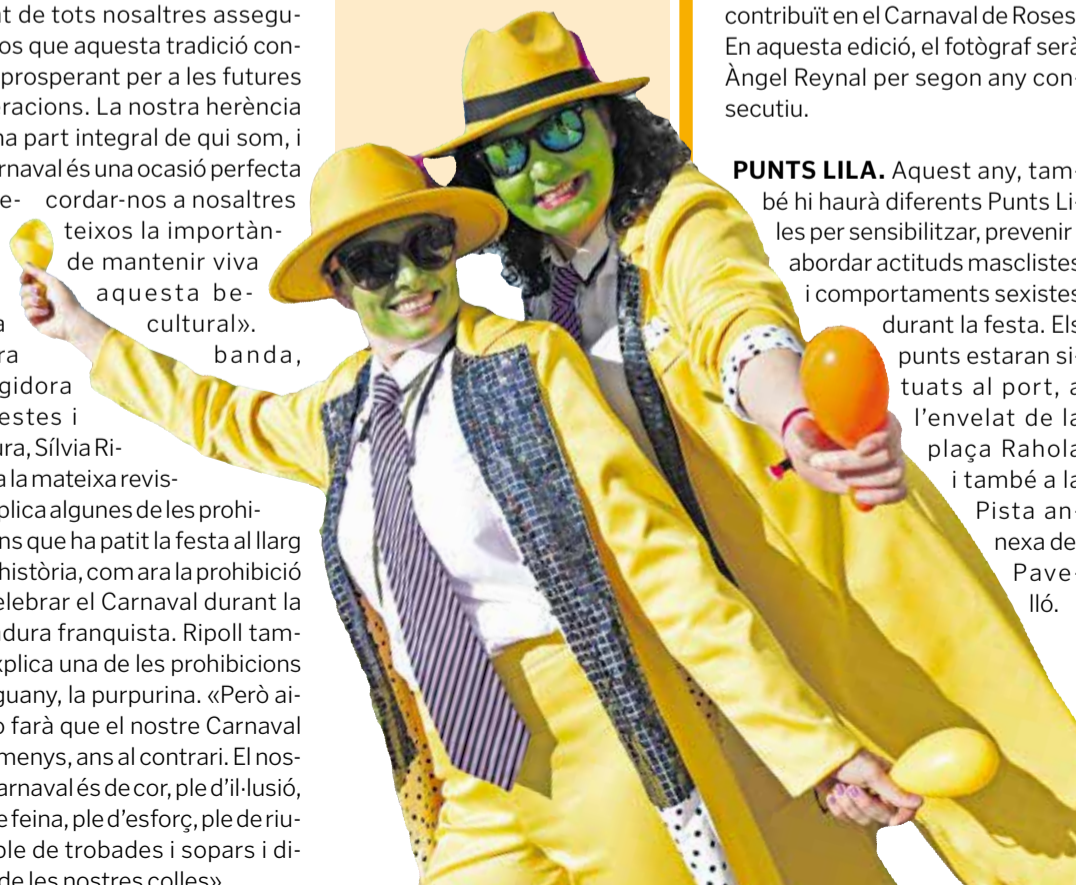 t de tots nosaltres assegu-
os que aquesta tradició con-
prosperant per a les futures
eracions. La nostra herència
na part integral de qui som, i
rnaval és una ocasió perfecta
e- cordar-nos a nosaltres
teixos la importàn-
de mantenir viva
aquesta be-
a cultural».
ra banda,
gidora
estes i
ura, Sílvia Ri-
a la mateixa revis-
plica algunes de les prohi-
ns que ha patit la festa al llarg
història, com ara la prohibició
elebrar el Carnaval durant la
adura franquista. Ripoll tam-
xplica una de les prohibicions
guany, la purpurina. «Però ai-
o farà que el nostre Carnaval
menys, ans al contrari. El nos-
arnaval és de cor, ple d'il·lusió,
e feina, ple d'esforç, ple de riu-
ple de trobades i sopars i di-
de les nostres colles»
contribuït en el Carnaval de Roses
En aquesta edició, el fotògraf serà
Àngel Reynal per segon any con-
secutiu.
PUNTS LILA. Aquest any, tam-
bé hi haurà diferents Punts Li-
les per sensibilitzar, prevenir
abordar actituds masclistes
i comportaments sexistes
durant la festa. Els
punts estaran si-
tuats al port, a
l'envelat de la
plaça Rahola
i també a la
Pista an-
nexa de
Pave-
lló.